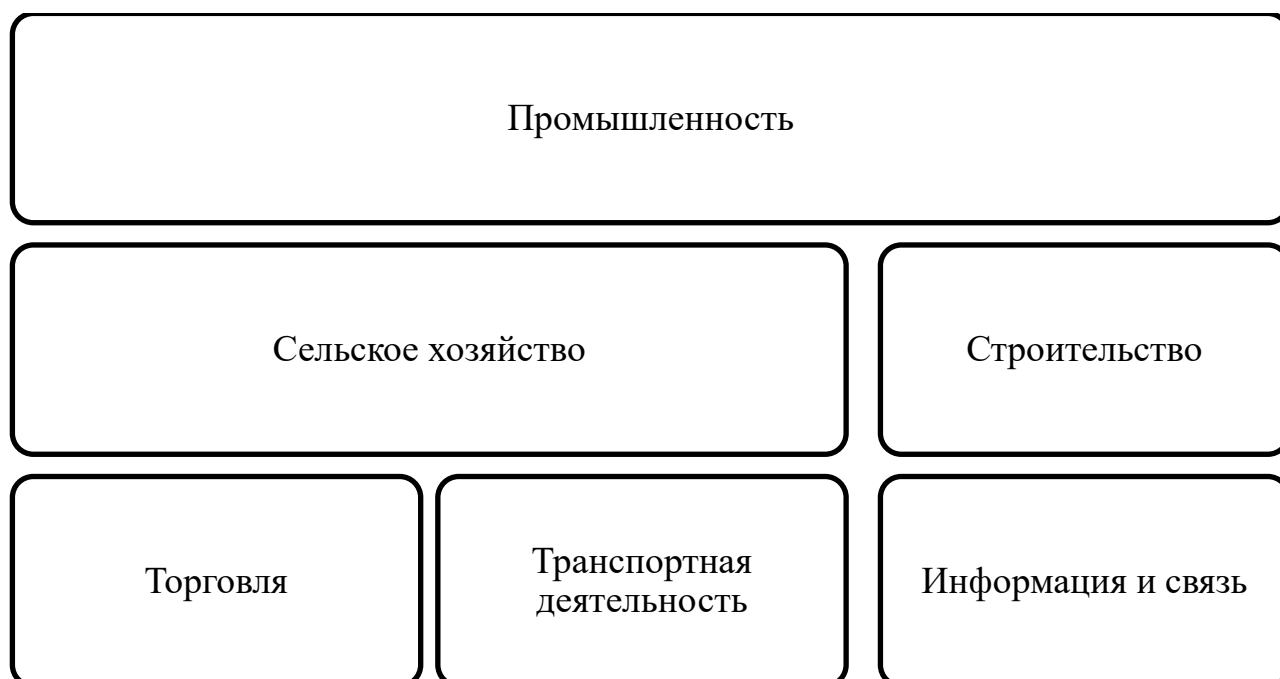 Промышленность
Сельское хозяйство
Строительство
Торговля
Транспортная
деятельность
Информация и связь